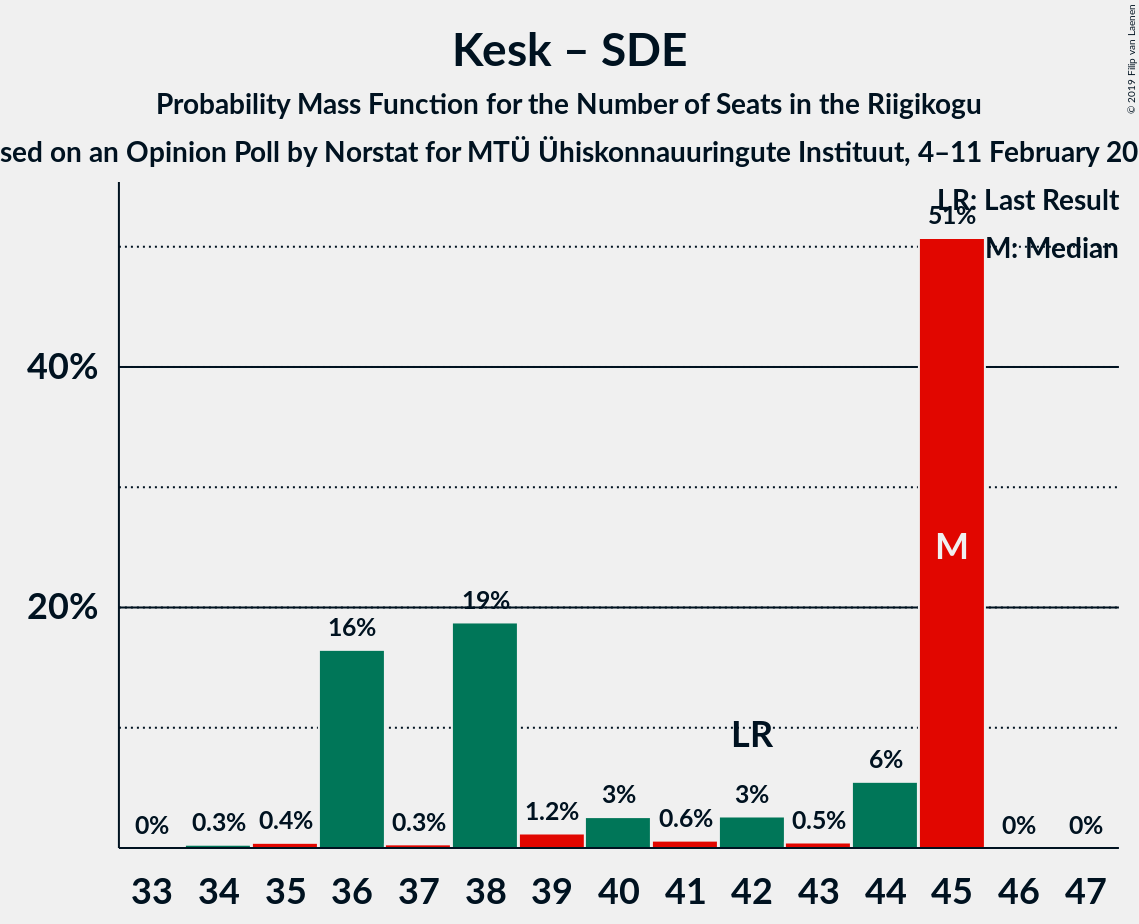 © 2019 Filip van Laenen
Kesk – SDE
Probability Mass Function for the Number of Seats in the Riigikogu
sed on an Opinion Poll by Norstat for MTÜ Ühiskonnauuringute Instituut, 4–11 February 20
LR: Last Result
M: Median
51%
40%
M
20%
19%
16%
LR
6%
3%
3%
1.2%
0.6%
0.5%
0.4%
0.3%
0.3%
0%
0%
0%
33 34 35 36 37 38 39 40 41 42 43 44 45 46 47